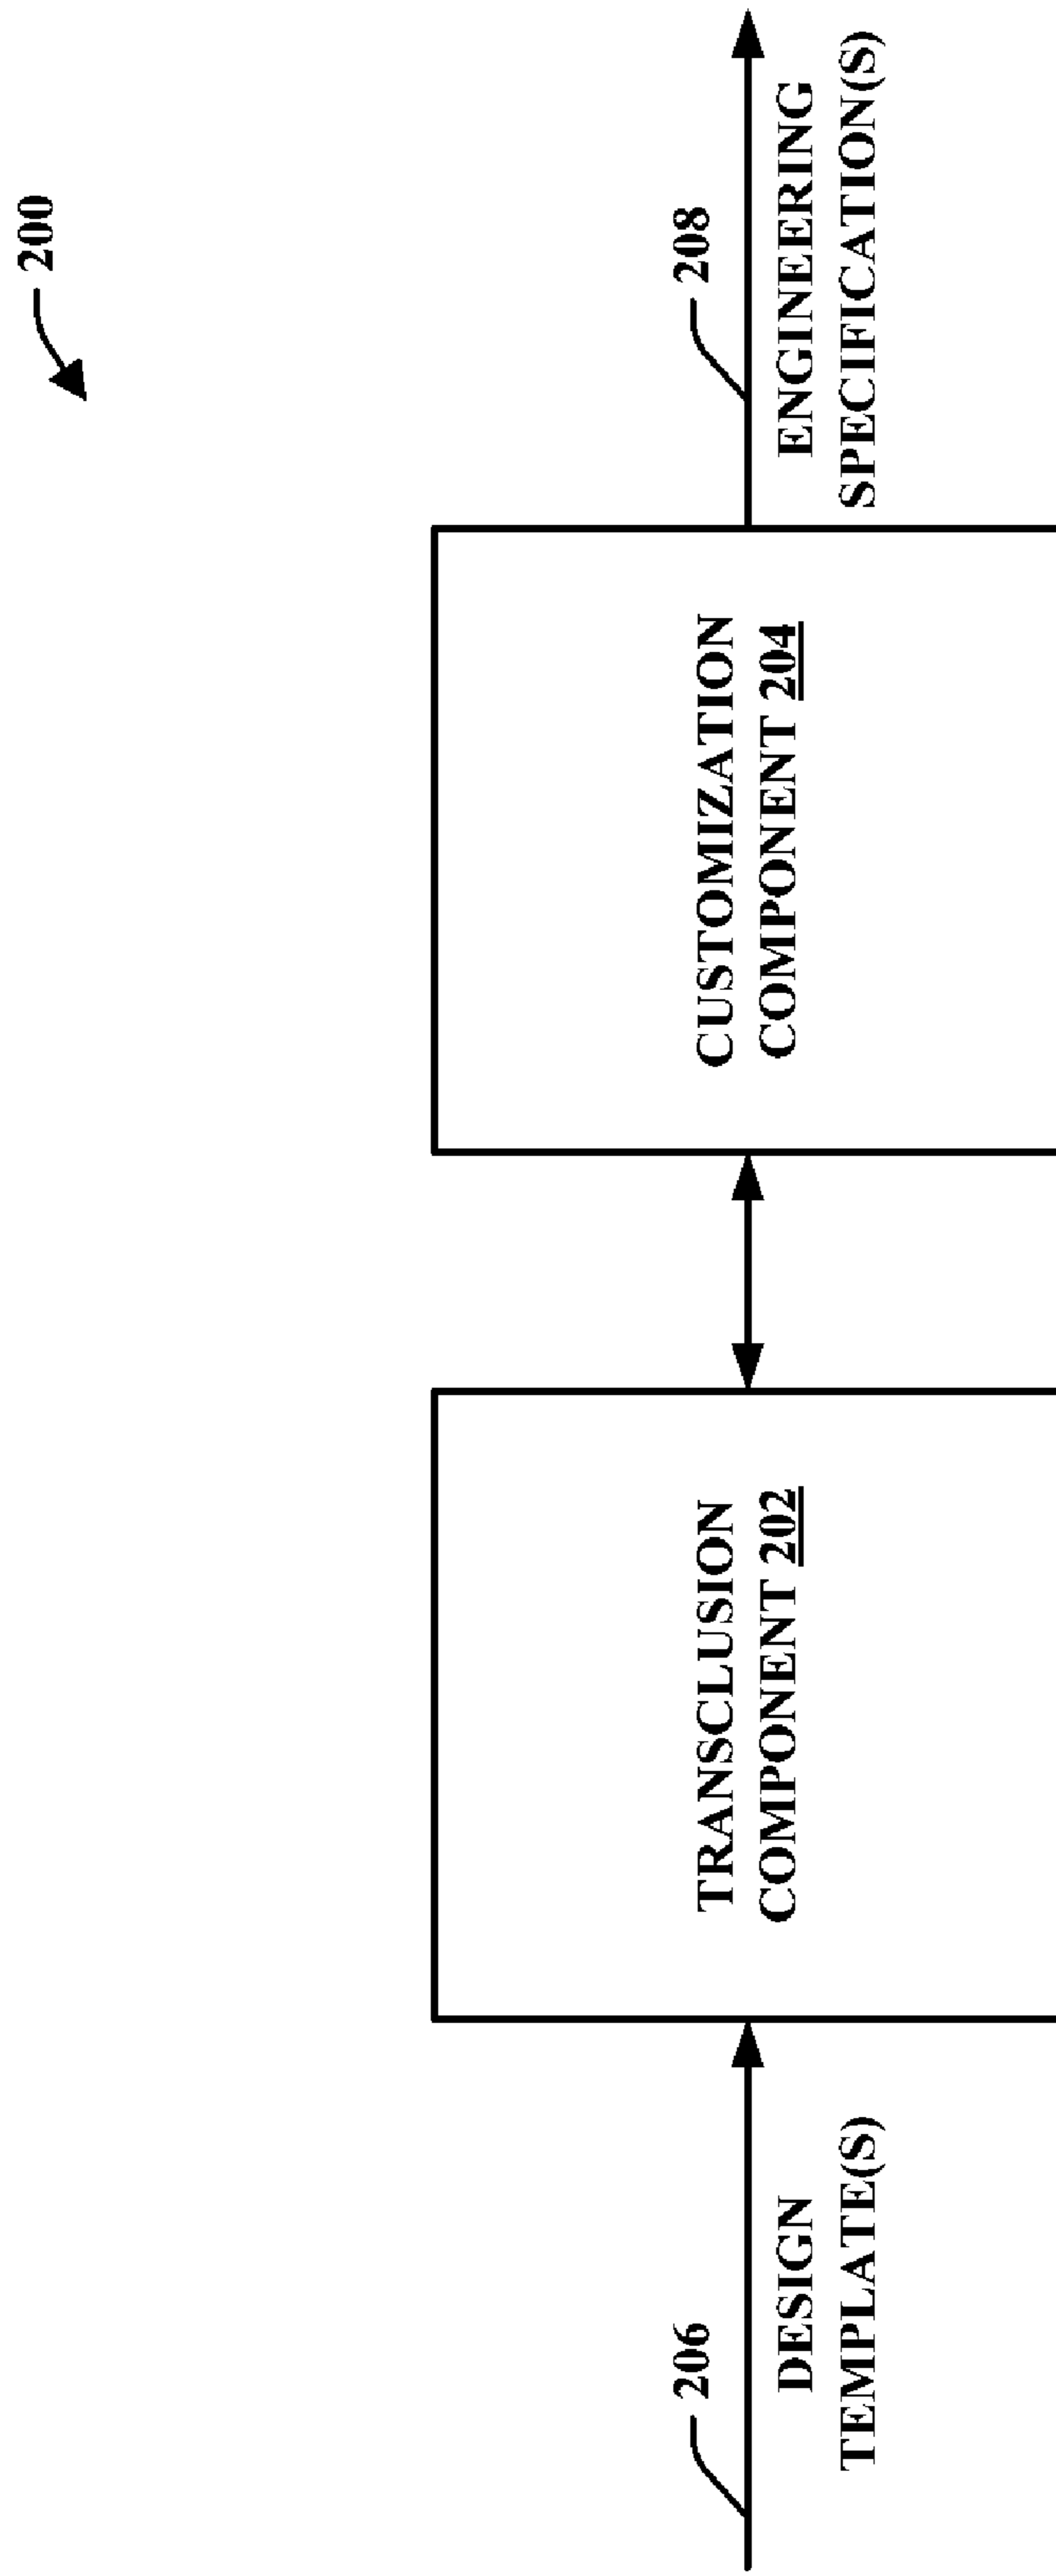 200
206
DESIGN
TEMPLATE(S)
TRANSCLUSION
COMPONENT 202
CUSTOMIZATION
COMPONENT 204
208
ENGINEERING
SPECIFICATION(S)